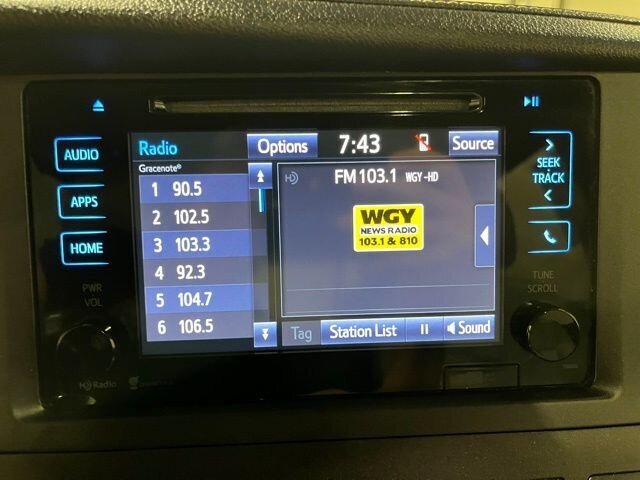 Radio Options 7:43 Source
Gracenote®
1 90.5
2 102.5
3 103.3
4 92.3
5 104.7
6 106.5
FM 103.1 WGY-HD
WGY
NEWS RADIO
103.1 & 810
Tag Station List Sound
AUDIO
APPS
HOME
PWR
VOL
HD Radio
SEEK
TRACK
TUNE
SCROLL